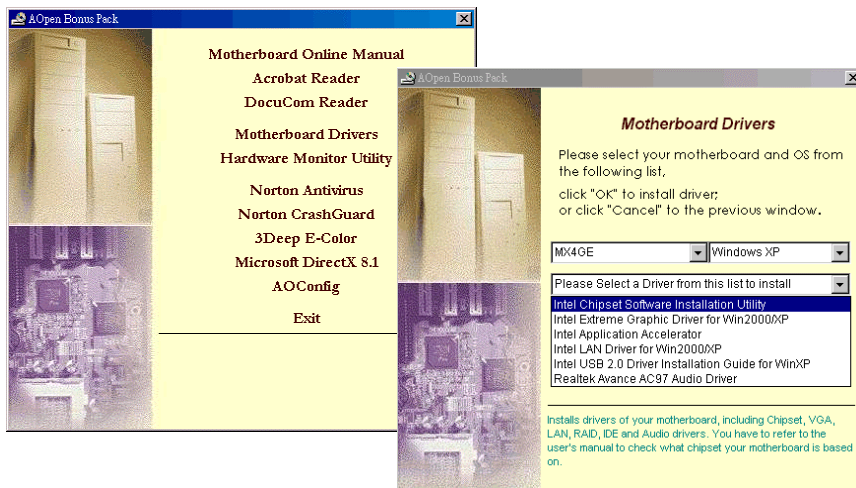 AOpen Bonus Pack
Motherboard Online Manual
Acrobat Reader
DocuCom Reader
Motherboard Drivers
Hardware Monitor Utility
Norton Antivirus
Norton CrashGuard
3Deep E-Color
Microsoft DirectX 8.1
AOConfig
Exit
AOpen Bonus Pack
Motherboard Drivers
Please select your motherboard and OS from
the following list,
click "OK" to install driver;
or click "Cancel" to the previous window.
MX4GE Windows XP
Please Select a Driver from this list to install
Intel Chipset Software Installation Utility
Intel Extreme Graphic Driver for Win2000/XP
Intel Application Accelerator
Intel LAN Driver for Win2000/XP
Intel USB 2.0 Driver Installation Guide for WinXP
Realtek Avance AC97 Audio Driver
Installs drivers of your motherboard, including Chipset, VGA,
LAN, RAID, IDE and Audio drivers. You have to refer to the
user's manual to check what chipset your motherboard is based
on.